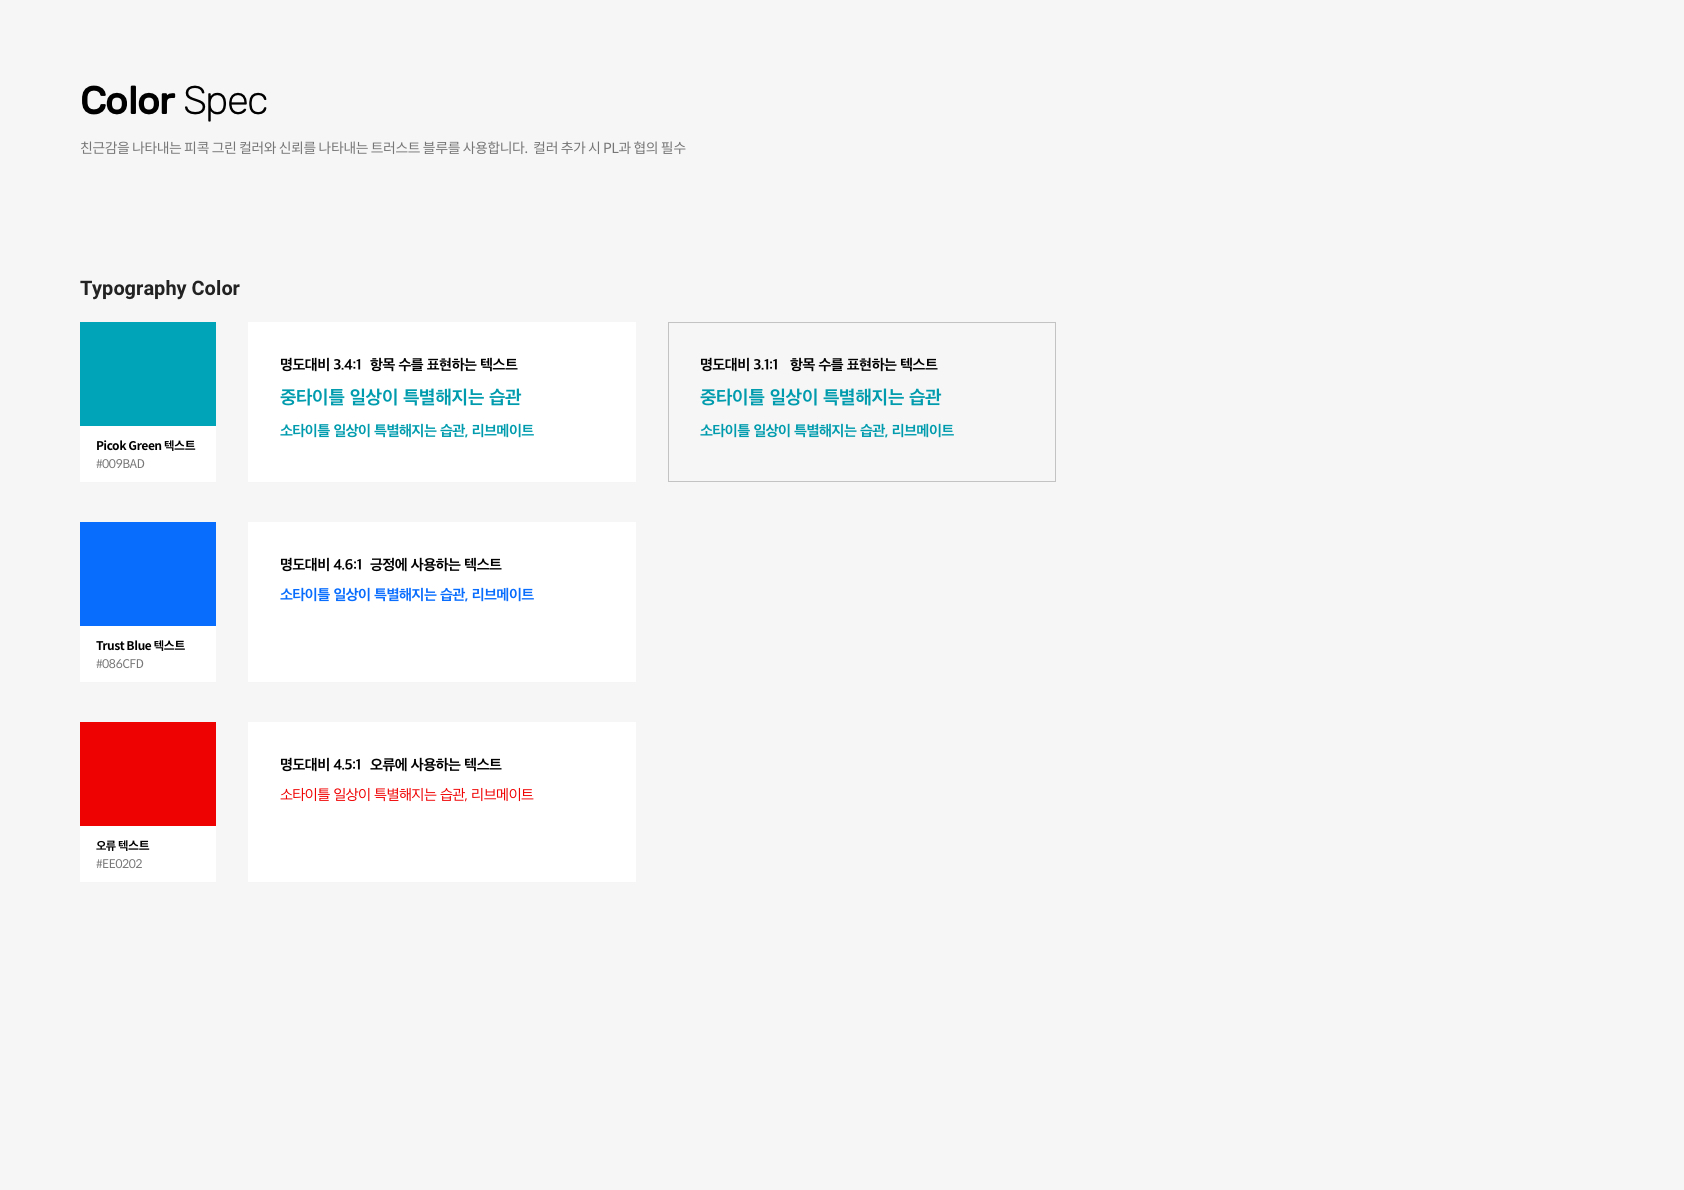 Color Spec
친근감을 나타내는 피콕 그린 컬러와 신뢰를 나타내는 트러스트 블루를 사용합니다. 컬러 추가 시 PL과 협의 필수
Typography Color
Picok Green 텍스트
#009BAD
명도대비 3.4:1 항목 수를 표현하는 텍스트
중타이틀 일상이 특별해지는 습관
소타이틀 일상이 특별해지는 습관, 리브메이트
명도대비 3.1:1 항목 수를 표현하는 텍스트
중타이틀 일상이 특별해지는 습관
소타이틀 일상이 특별해지는 습관, 리브메이트
Trust Blue 텍스트
#086CFD
명도대비 4.6:1 긍정에 사용하는 텍스트
소타이틀 일상이 특별해지는 습관, 리브메이트
오류 텍스트
#EE0202
명도대비 4.5:1 오류에 사용하는 텍스트
소타이틀 일상이 특별해지는 습관, 리브메이트